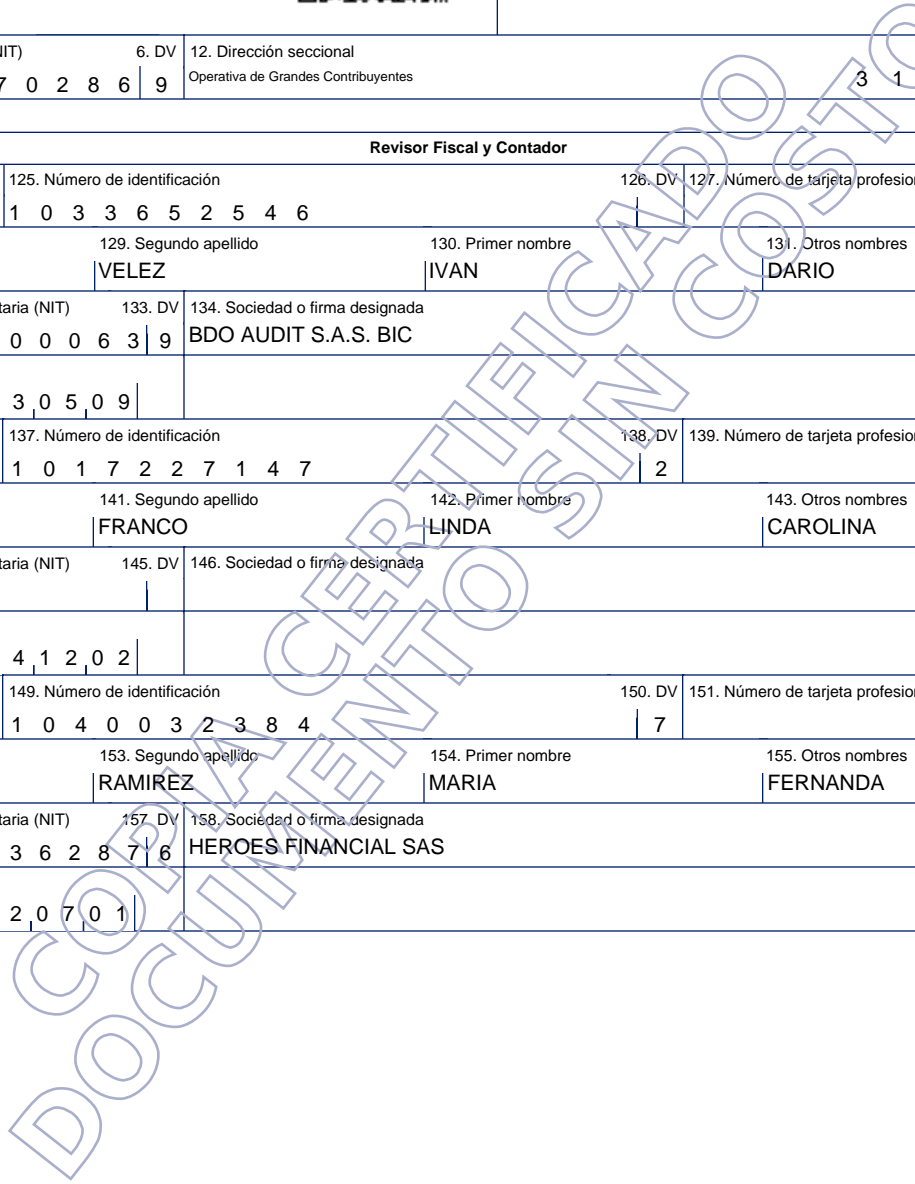 IT) 6. DV 12. Dirección seccional
7 0 2 8 6 9 Operativa de Grandes Contribuyentes 3 1
Revisor Fiscal y Contador
125. Número de identificación 126. DV 127. Número de tarjeta profesion
1 0 3 3 6 5 2 5 4 6
129. Segundo apellido 130. Primer nombre 131. Otros nombres
VELEZ IVAN DARIO
taria (NIT) 133. DV 134. Sociedad o firma designada
0 0 0 6 3 9 BDO AUDIT S.A.S. BIC
3 0 5 0 9
137. Número de identificación 138. DV 139. Número de tarjeta profesion
1 0 1 7 2 2 7 1 4 7 2
141. Segundo apellido 142. Primer nombre 143. Otros nombres
FRANCO LINDA CAROLINA
taria (NIT) 145. DV 146. Sociedad o firma designada
4 1 2 0 2
149. Número de identificación 150. DV 151. Número de tarjeta profesion
1 0 4 0 0 3 2 3 8 4 7
153. Segundo apellido 154. Primer nombre 155. Otros nombres
RAMIREZ MARIA FERNANDA
taria (NIT) 157. DV 158. Sociedad o firma designada
3 6 2 8 7 6 HEROES FINANCIAL SAS
2 0 7 0 1
COPIA CERTIFICADO
DOCUMENTO SIN COSTO